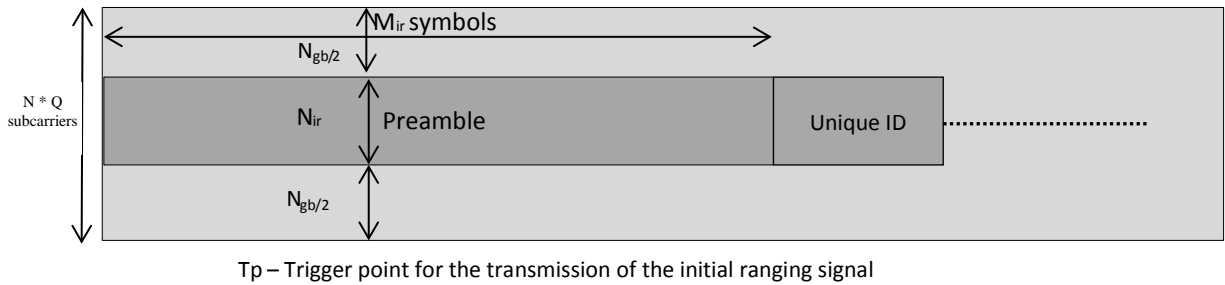 M_ir symbols
N_gb/2
N * Q
subcarriers
N_ir
Preamble
Unique ID
N_gb/2
Tp – Trigger point for the transmission of the initial ranging signal